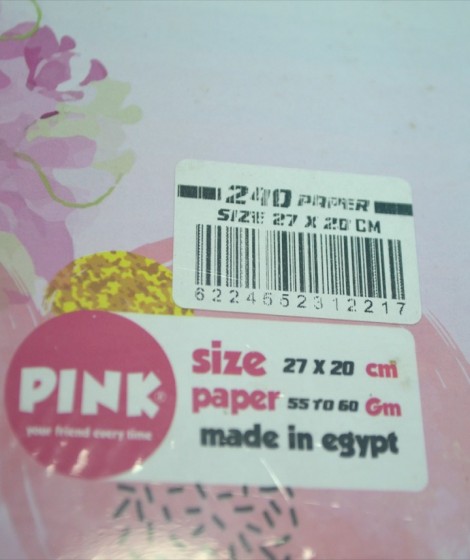 240 PAPER
SIZE 27 X 20 CM
6224652312217
PINK®
your friend every time
size 27 X 20 cm
paper 55 TO 60 Gm
made in egypt